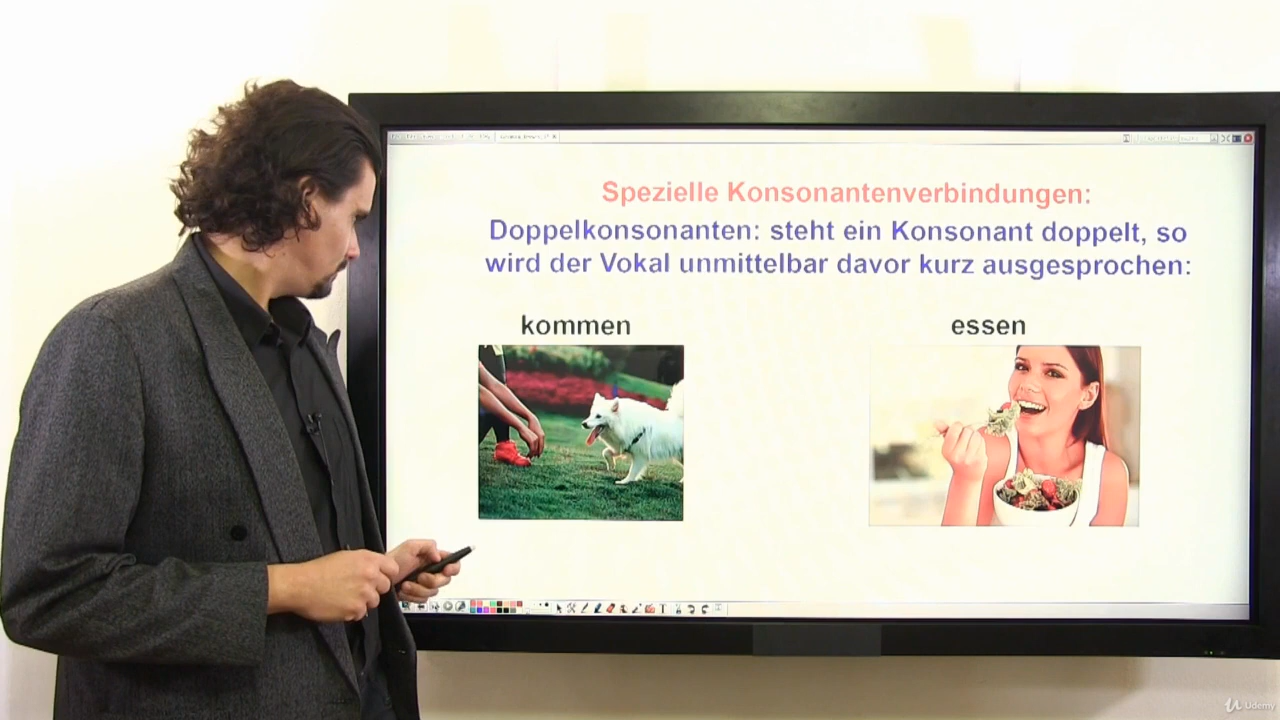 Spezielle Konsonantenverbindungen:
Doppelkonsonanten: steht ein Konsonant doppelt, so
wird der Vokal unmittelbar davor kurz ausgesprochen:
kommen
essen
Udemy